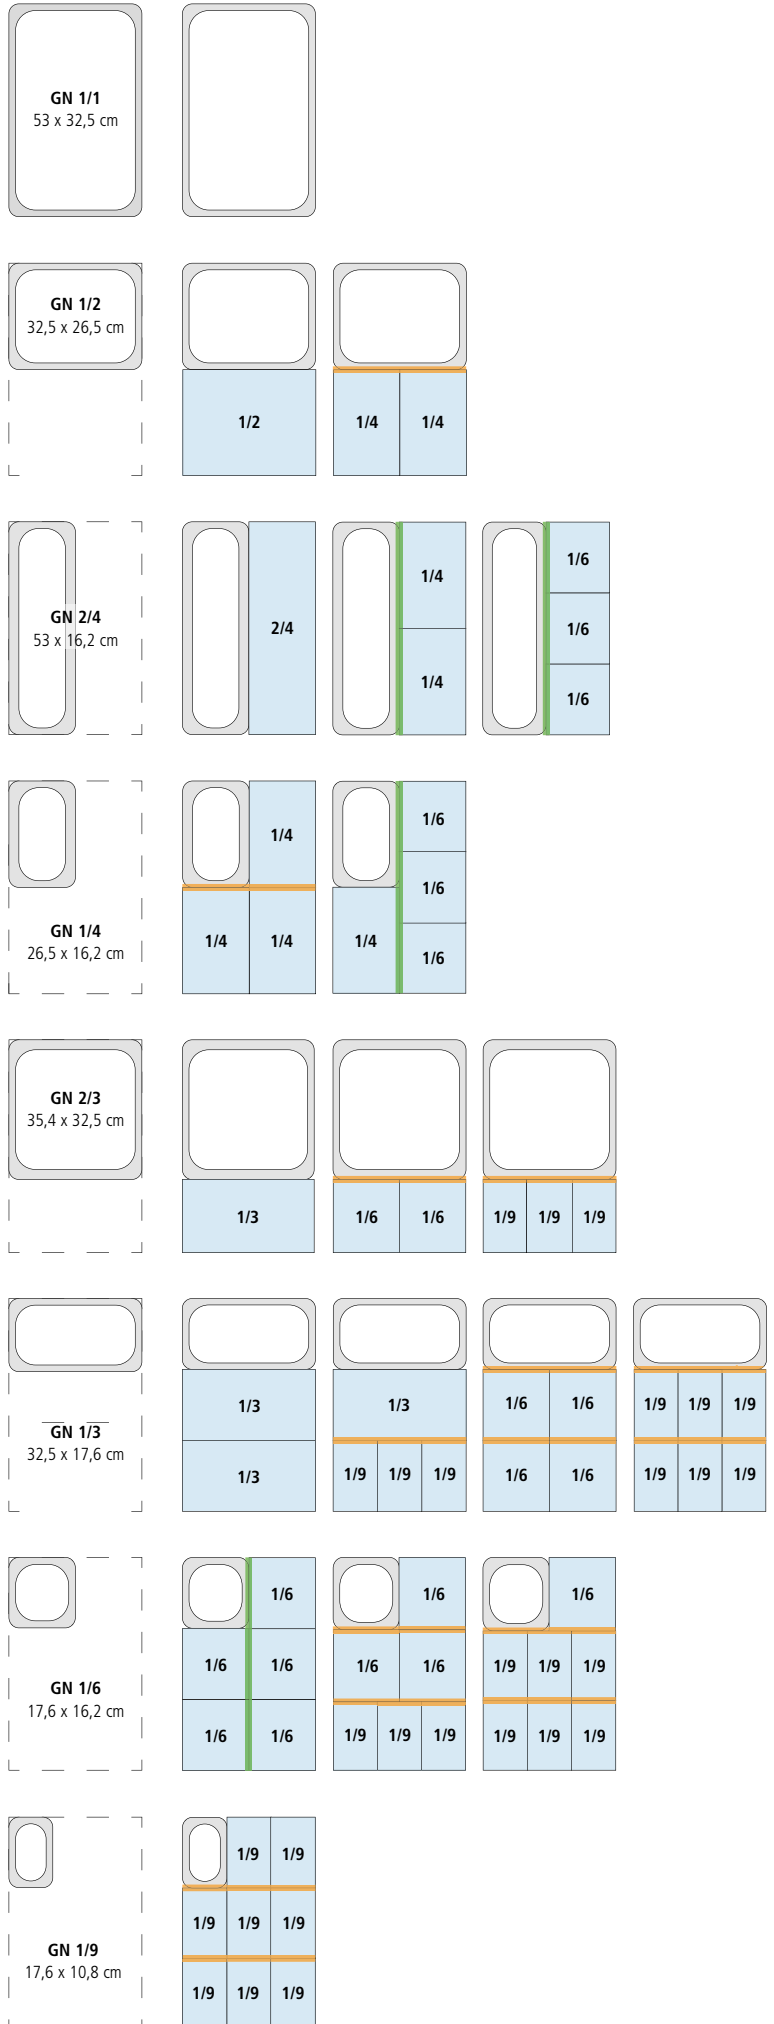 GN 1/1
53 x 32,5 cm
GN 1/2
32,5 x 26,5 cm
1/2
1/4 1/4
GN 2/4
53 x 16,2 cm
2/4
1/4
1/4
1/6
1/6
1/6
GN 1/4
26,5 x 16,2 cm
1/4
1/4 1/4
1/4
1/6
1/6
1/6
GN 2/3
35,4 x 32,5 cm
1/3
1/6 1/6
1/9 1/9 1/9
GN 1/3
32,5 x 17,6 cm
1/3
1/3
1/3
1/9 1/9 1/9
1/6 1/6
1/6 1/6
1/9 1/9 1/9
1/9 1/9 1/9
GN 1/6
17,6 x 16,2 cm
1/6
1/6 1/6
1/6 1/6
1/6
1/6 1/6
1/9 1/9 1/9
1/6
1/9 1/9 1/9
1/9 1/9 1/9
GN 1/9
17,6 x 10,8 cm
1/9 1/9
1/9 1/9 1/9
1/9 1/9 1/9